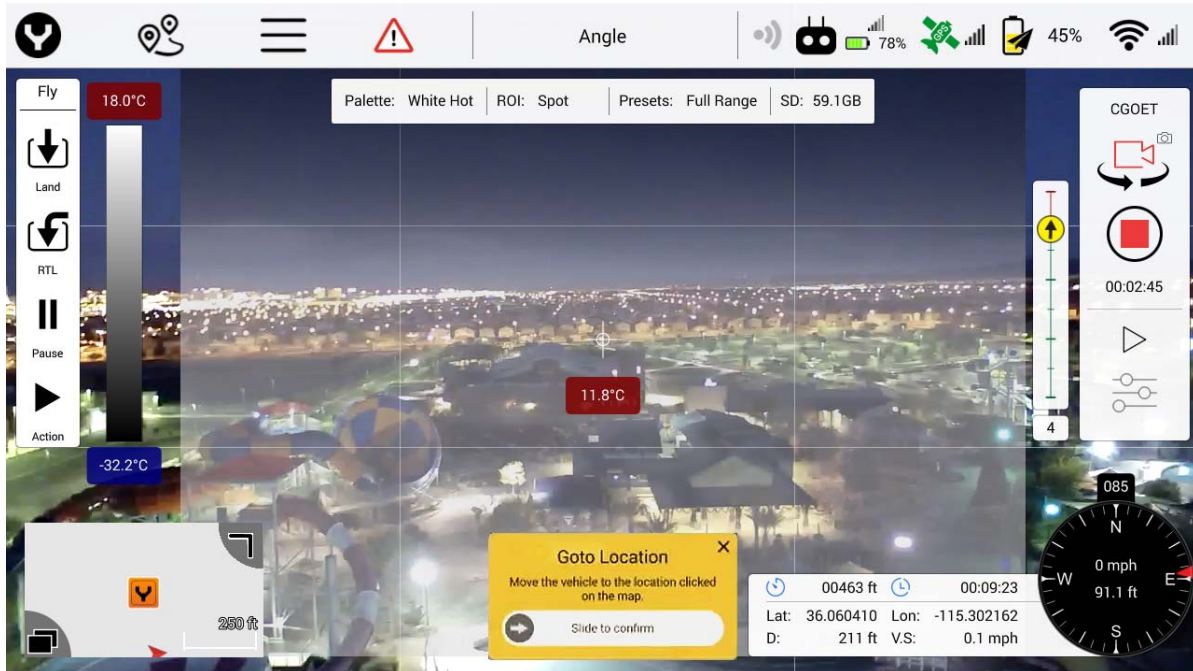 Angle
78%
GPS
45%
Fly
Land
RTL
Pause
Action
18.0°C
-32.2°C
Palette: White Hot ROI: Spot Presets: Full Range SD: 59.1GB
11.8°C
CGOET
00:02:45
4
250 ft
Goto Location
Move the vehicle to the location clicked
on the map.
Slide to confirm
00463 ft 00:09:23
Lat: 36.060410 Lon: -115.302162
D: 211 ft V.S: 0.1 mph
085
N
W
E
S
0 mph
91.1 ft